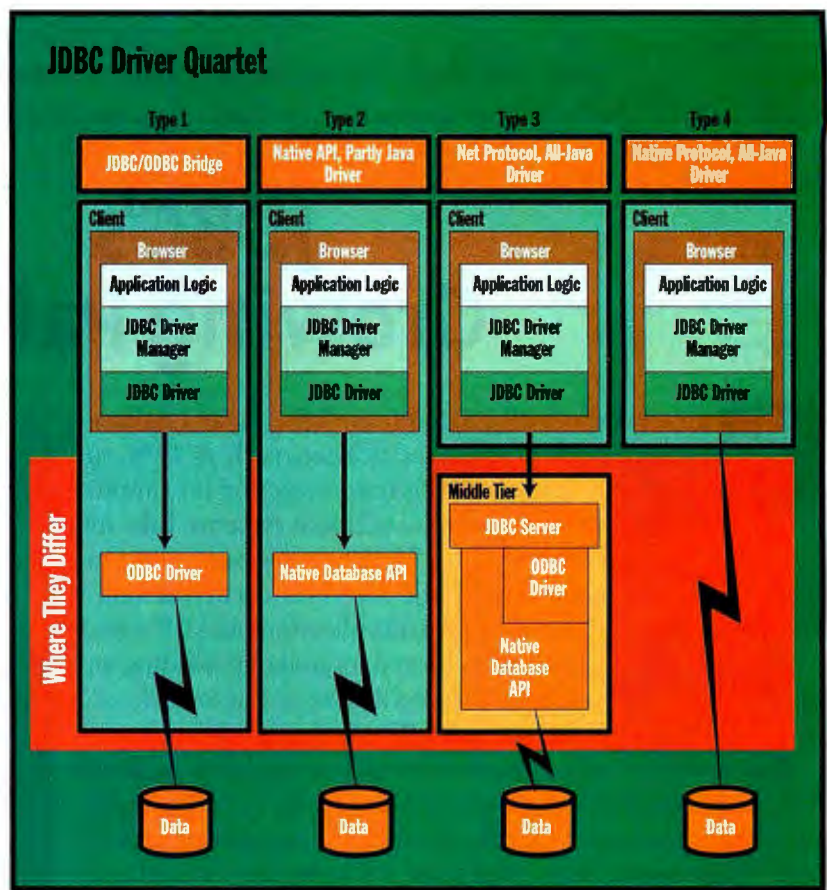 JDBC Driver Quartet
Type 1
JDBC/ODBC Bridge
Client
Browser
Application Logic
JDBC Driver
Manager
JDBC Driver
ODBC Driver
Data
Type 2
Native API, Partly Java
Driver
Client
Browser
Application Logic
JDBC Driver
Manager
JDBC Driver
Native Database API
Data
Type 3
Net Protocol, All-Java
Driver
Client
Browser
Application Logic
JDBC Driver
Manager
JDBC Driver
Middle Tier
JDBC Server
ODBC
Driver
Native
Database
API
Data
Type 4
Native Protocol, All-Java
Driver
Client
Browser
Application Logic
JDBC Driver
Manager
JDBC Driver
Data
Where They Differ